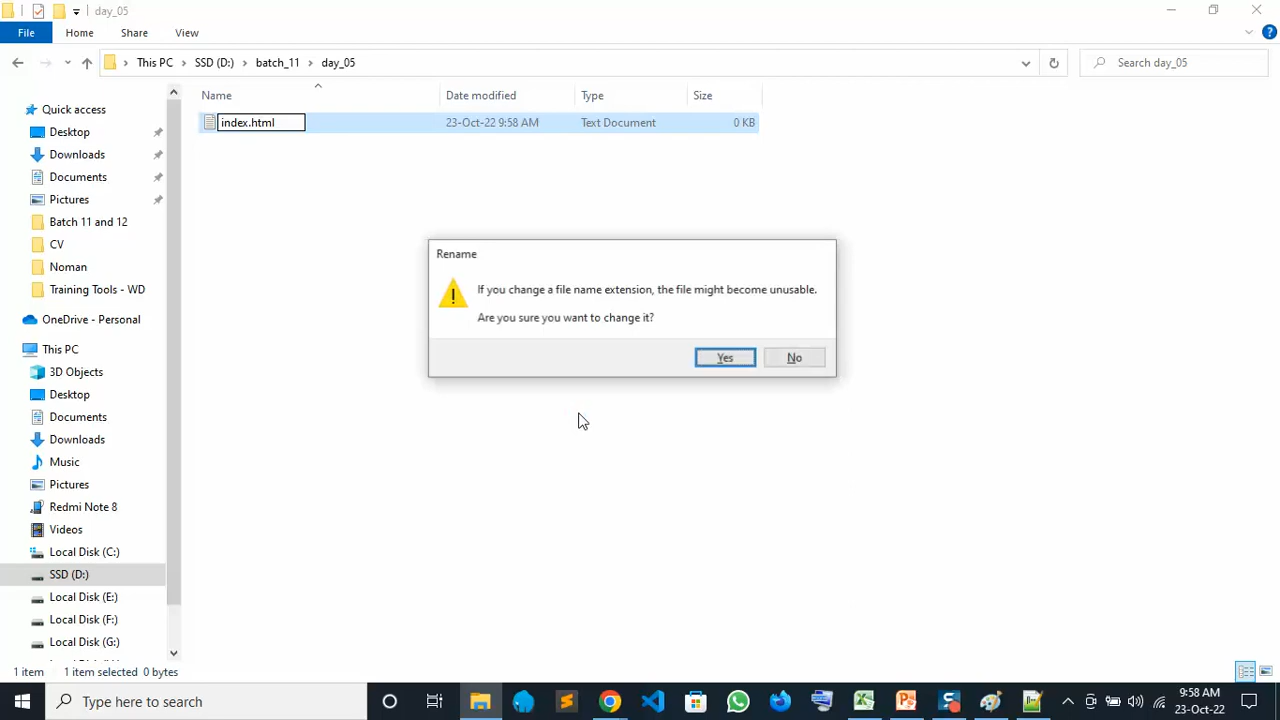 day_05
File
Home
Share
View
This PC
SSD (D:)
batch_11
day_05
Search day_05
Name
Date modified
Type
Size
index.html
23-Oct-22 9:58 AM
Text Document
0 KB
Quick access
Desktop
Downloads
Documents
Pictures
Batch 11 and 12
CV
Noman
Training Tools - WD
OneDrive - Personal
This PC
3D Objects
Desktop
Documents
Downloads
Music
Pictures
Redmi Note 8
Videos
Local Disk (C:)
SSD (D:)
Local Disk (E:)
Local Disk (F:)
Local Disk (G:)
Rename
If you change a file name extension, the file might become unusable.
Are you sure you want to change it?
Yes
No
1 item
1 item selected 0 bytes
Type here to search
9:58 AM
23-Oct-22